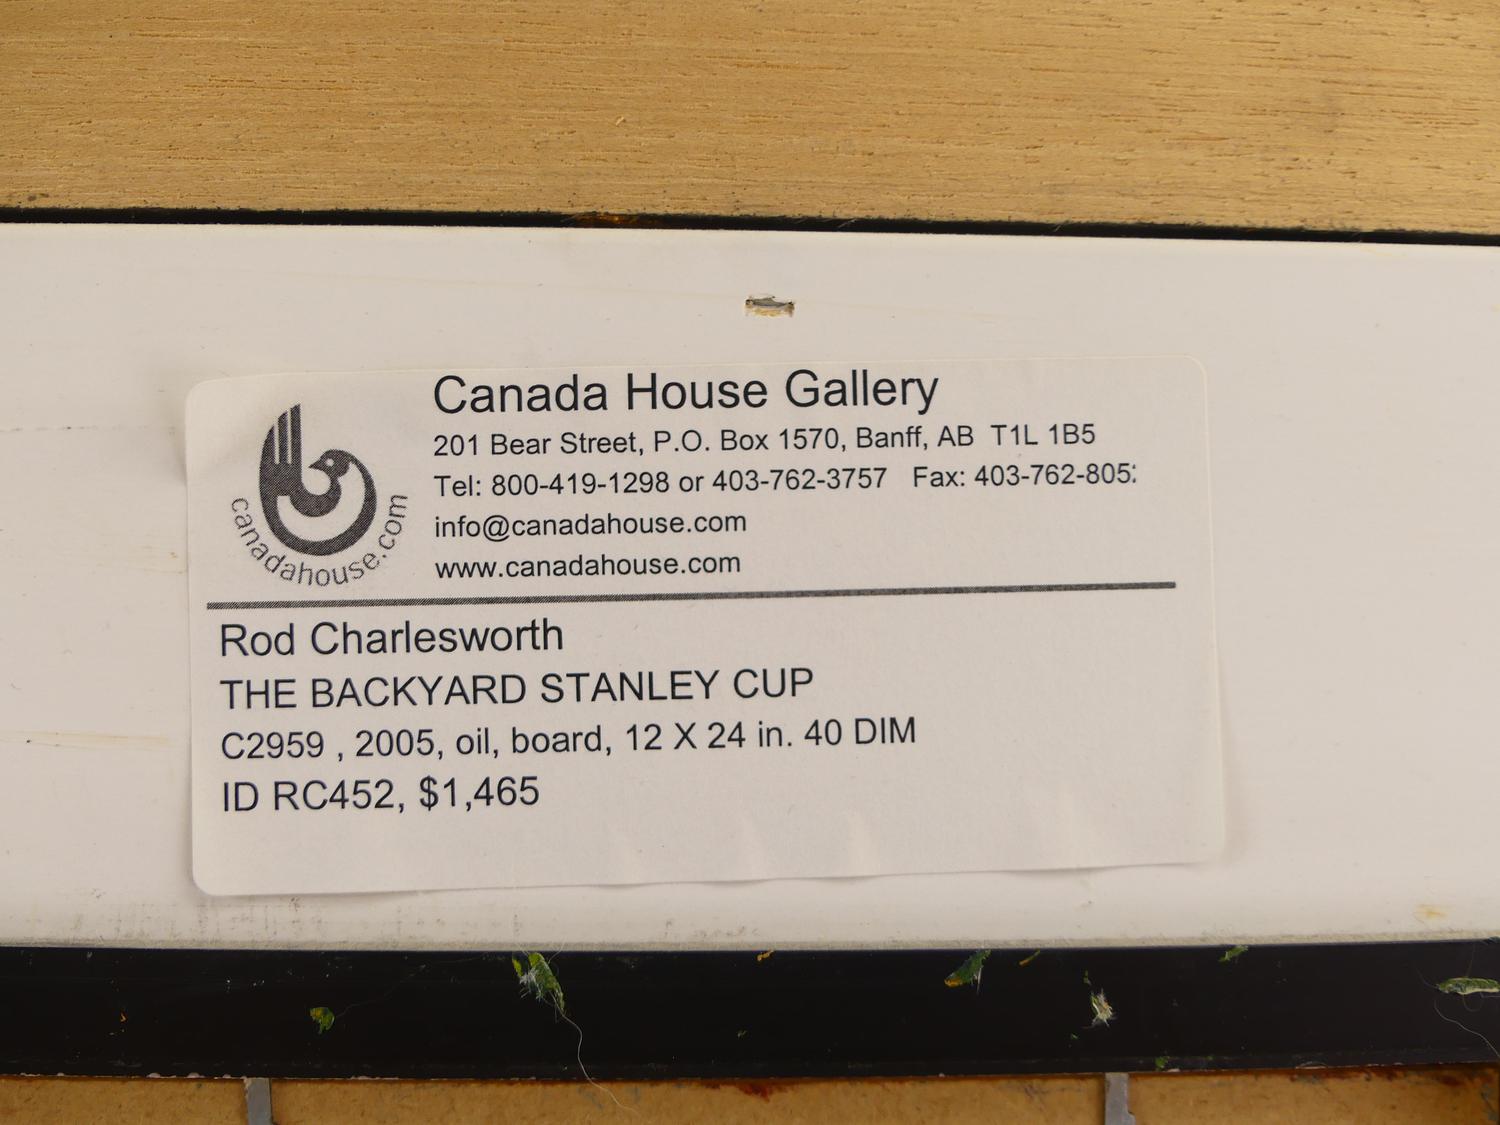 Canada House Gallery
201 Bear Street, P.O. Box 1570, Banff, AB T1L 1B5
Tel: 800-419-1298 or 403-762-3757 Fax: 403-762-805
info@canadahouse.com
www.canadahouse.com
canadahouse.com
Rod Charlesworth
THE BACKYARD STANLEY CUP
C2959 , 2005, oil, board, 12 X 24 in. 40 DIM
ID RC452, $1,465